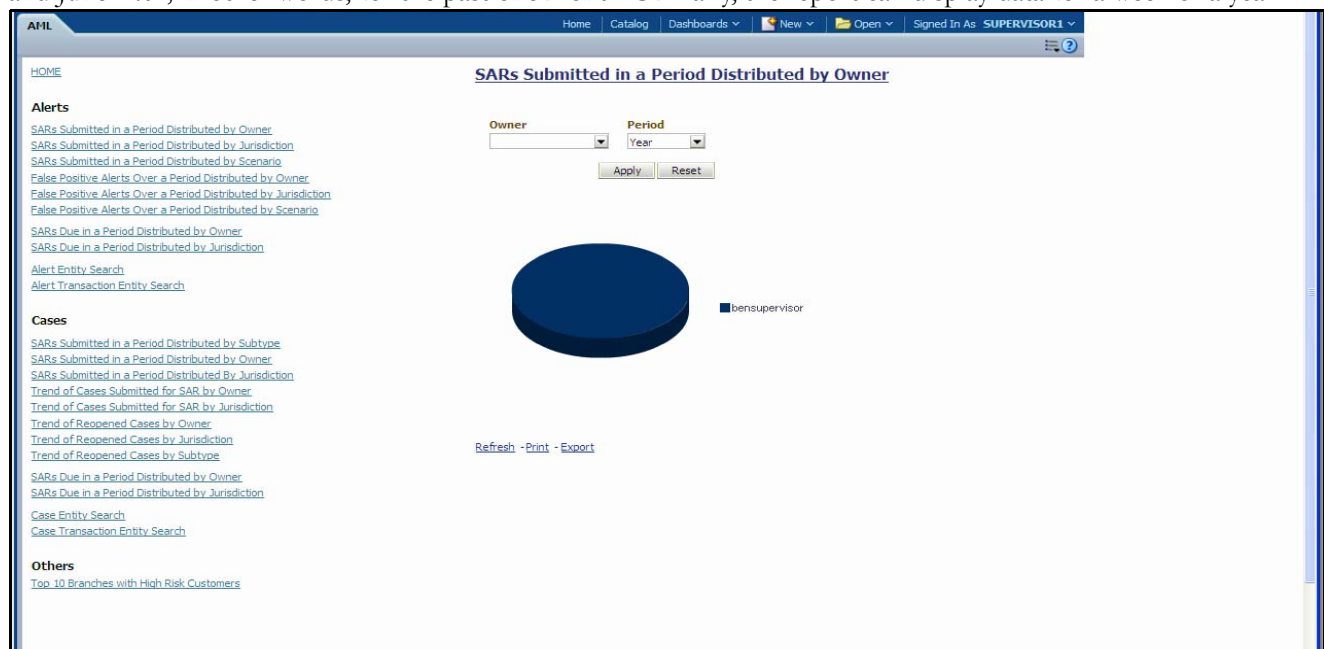 AML
Home Catalog Dashboards New Open Signed In As SUPERVISOR1
HOME
Alerts
SARs Submitted in a Period Distributed by Owner
SARs Submitted in a Period Distributed by Jurisdiction
SARs Submitted in a Period Distributed by Scenario
False Positive Alerts Over a Period Distributed by Owner
False Positive Alerts Over a Period Distributed by Jurisdiction
False Positive Alerts Over a Period Distributed by Scenario
SARs Due in a Period Distributed by Owner
SARs Due in a Period Distributed by Jurisdiction
Alert Entity Search
Alert Transaction Entity Search
Cases
SARs Submitted in a Period Distributed by Subtype
SARs Submitted in a Period Distributed by Owner
SARs Submitted in a Period Distributed By Jurisdiction
Trend of Cases Submitted for SAR by Owner
Trend of Cases Submitted for SAR by Jurisdiction
Trend of Reopened Cases by Owner
Trend of Reopened Cases by Jurisdiction
Trend of Reopened Cases by Subtype
SARs Due in a Period Distributed by Owner
SARs Due in a Period Distributed by Jurisdiction
Case Entity Search
Case Transaction Entity Search
Others
Top 10 Branches with High Risk Customers
SARs Submitted in a Period Distributed by Owner
Owner Period
Year
Apply Reset
bensupervisor
Refresh - Print - Export